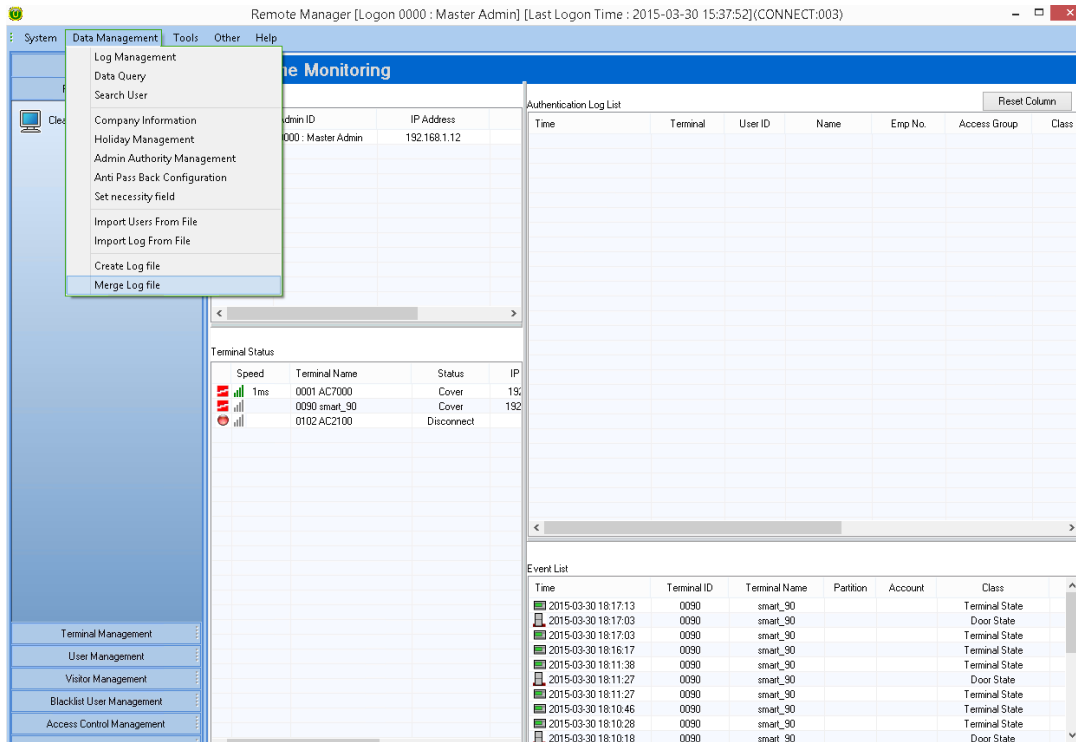 Remote Manager [Logon 0000 : Master Admin] [Last Logon Time : 2015-03-30 15:37:52](CONNECT:003)
System Data Management Tools Other Help
Log Management
Data Query
Search User
Company Information
Holiday Management
Admin Authority Management
Anti Pass Back Configuration
Set necessity field
Import Users From File
Import Log From File
Create Log file
Merge Log file
Monitoring
IP Address
Master Admin 192.168.1.12
Terminal Status
Speed Terminal Name Status IP
1ms 0001 AC7000 Cover 192
0090 smart_90 Cover 192
0102 AC2100 Disconnect
Terminal Management
User Management
Visitor Management
Blacklist User Management
Access Control Management
Authentication Log List Reset Column
Time Terminal User ID Name Emp No. Access Group Class
Event List
Time Terminal ID Terminal Name Partition Account Class
2015-03-30 18:17:13 0090 smart_90 Terminal State
2015-03-30 18:17:03 0090 smart_90 Door State
2015-03-30 18:17:03 0090 smart_90 Terminal State
2015-03-30 18:16:17 0090 smart_90 Terminal State
2015-03-30 18:11:38 0090 smart_90 Terminal State
2015-03-30 18:11:27 0090 smart_90 Door State
2015-03-30 18:11:27 0090 smart_90 Terminal State
2015-03-30 18:10:46 0090 smart_90 Terminal State
2015-03-30 18:10:28 0090 smart_90 Terminal State
2015-03-30 18:10:18 0090 smart_90 Door State